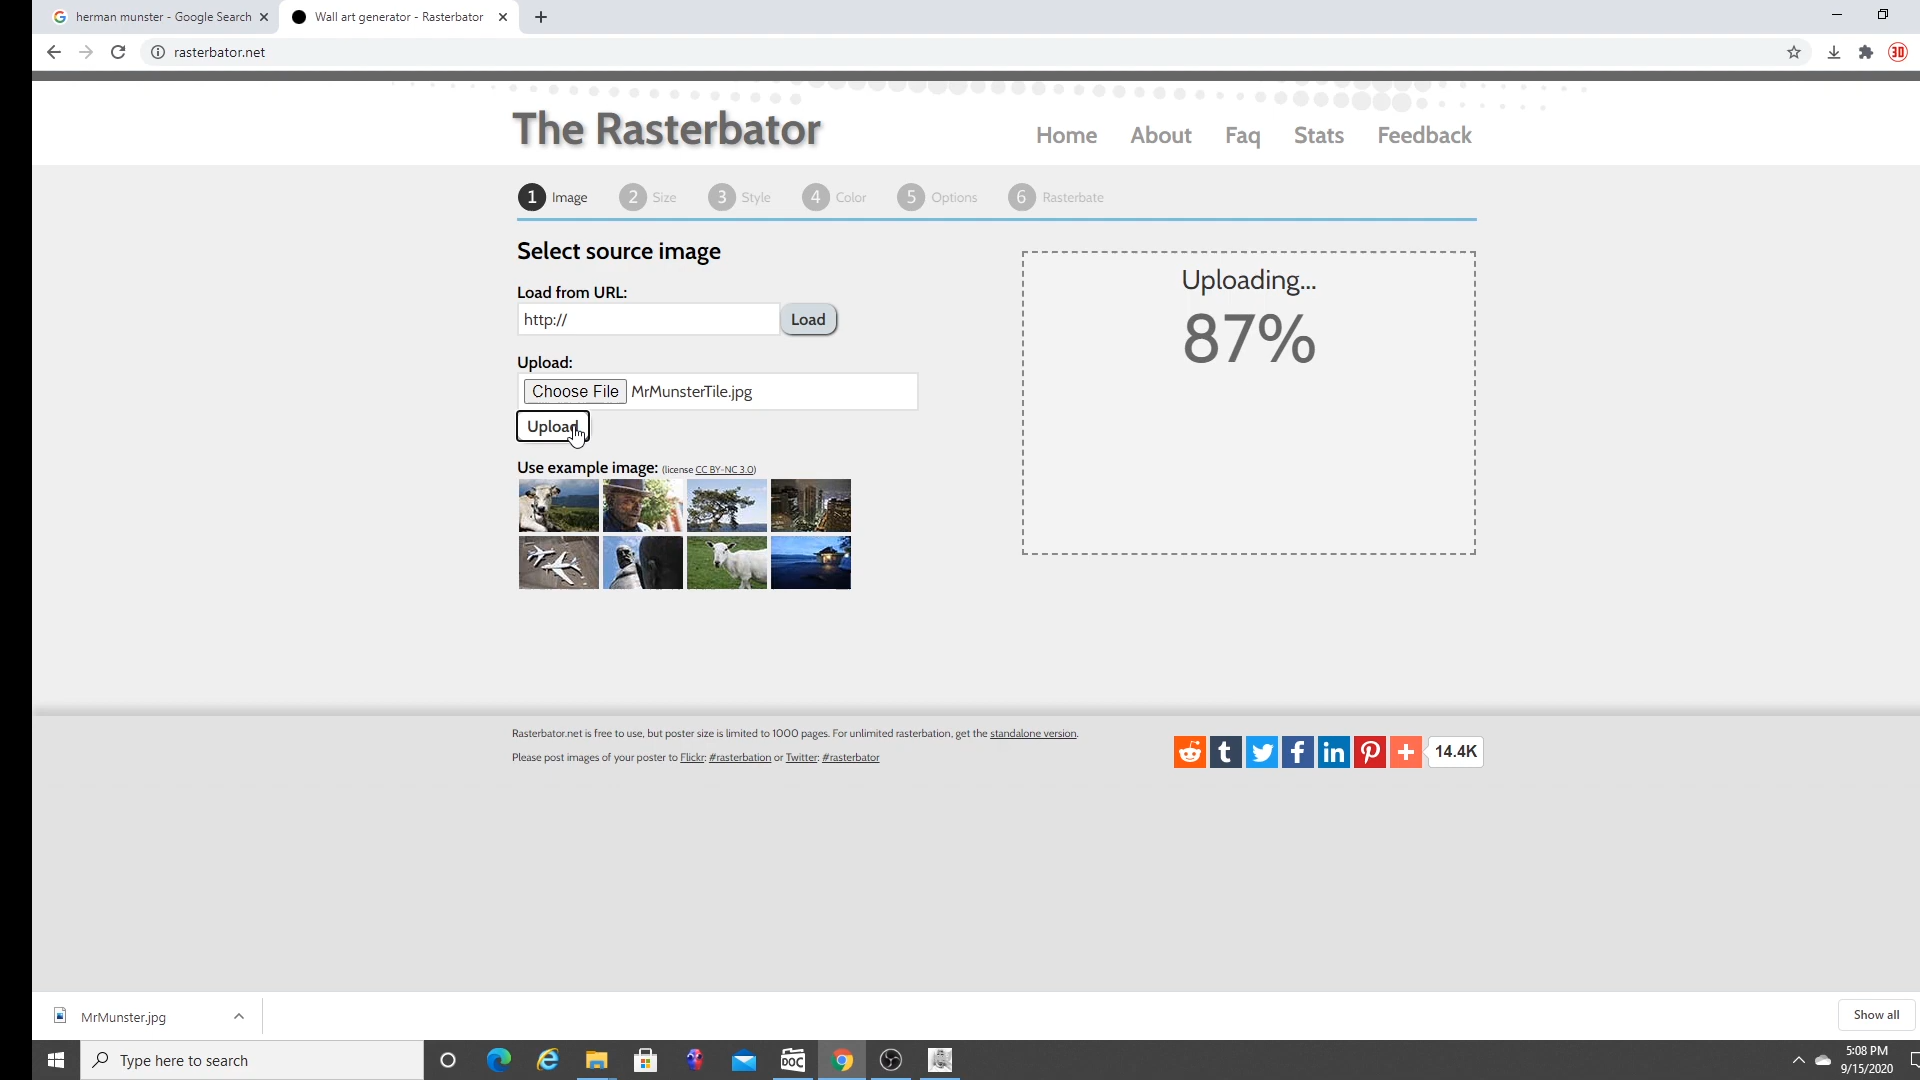 herman munster - Google Search
Wall art generator - Rasterbator
30
rasterbator.net
The Rasterbator
Home About Faq Stats Feedback
1 Image 2 Size 3 Style 4 Color 5 Options 6 Rasterbate
Select source image
Load from URL:
http:// Load
Upload:
Choose File MrMunsterTile.jpg
Upload
Use example image: (license CC BY-NC 3.0)
Uploading...
87%
Rasterbator.net is free to use, but poster size is limited to 1000 pages. For unlimited rasterbation, get the standalone version.
Please post images of your poster to Flickr: #rasterbation or Twitter: #rasterbator
14.4K
MrMunster.jpg
Show all
Type here to search
DOC
5:08 PM
9/15/2020